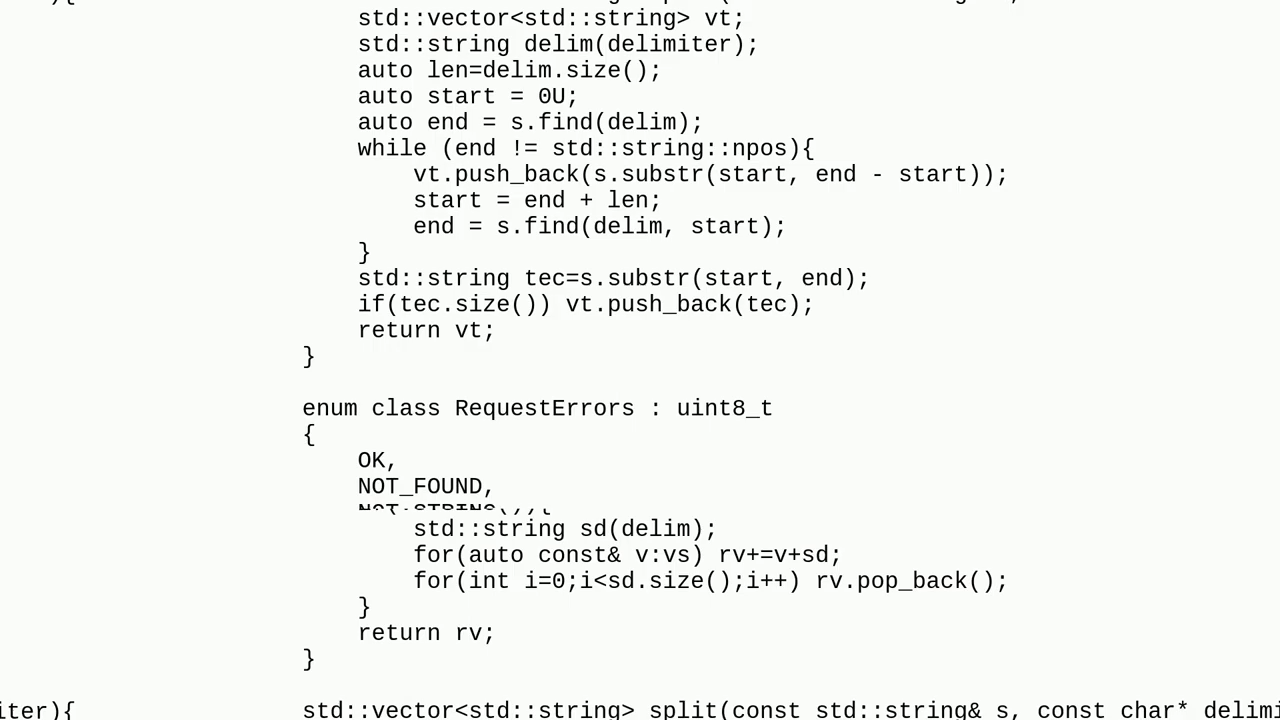 std::vector<std::string> vt;
std::string delim(delimiter);
auto len=delim.size();
auto start = 0U;
auto end = s.find(delim);
while (end != std::string::npos){
vt.push_back(s.substr(start, end - start));
start = end + len;
end = s.find(delim, start);
}
std::string tec=s.substr(start, end);
if(tec.size()) vt.push_back(tec);
return vt;
}
enum class RequestErrors : uint8_t
{
OK,
NOT_FOUND,
std::string sd(delim);
for(auto const& v:vs) rv+=v+sd;
for(int i=0;i<sd.size();i++) rv.pop_back();
}
return rv;
}
iter){ std::vector<std::string> split(const std::string& s, const char* delimi